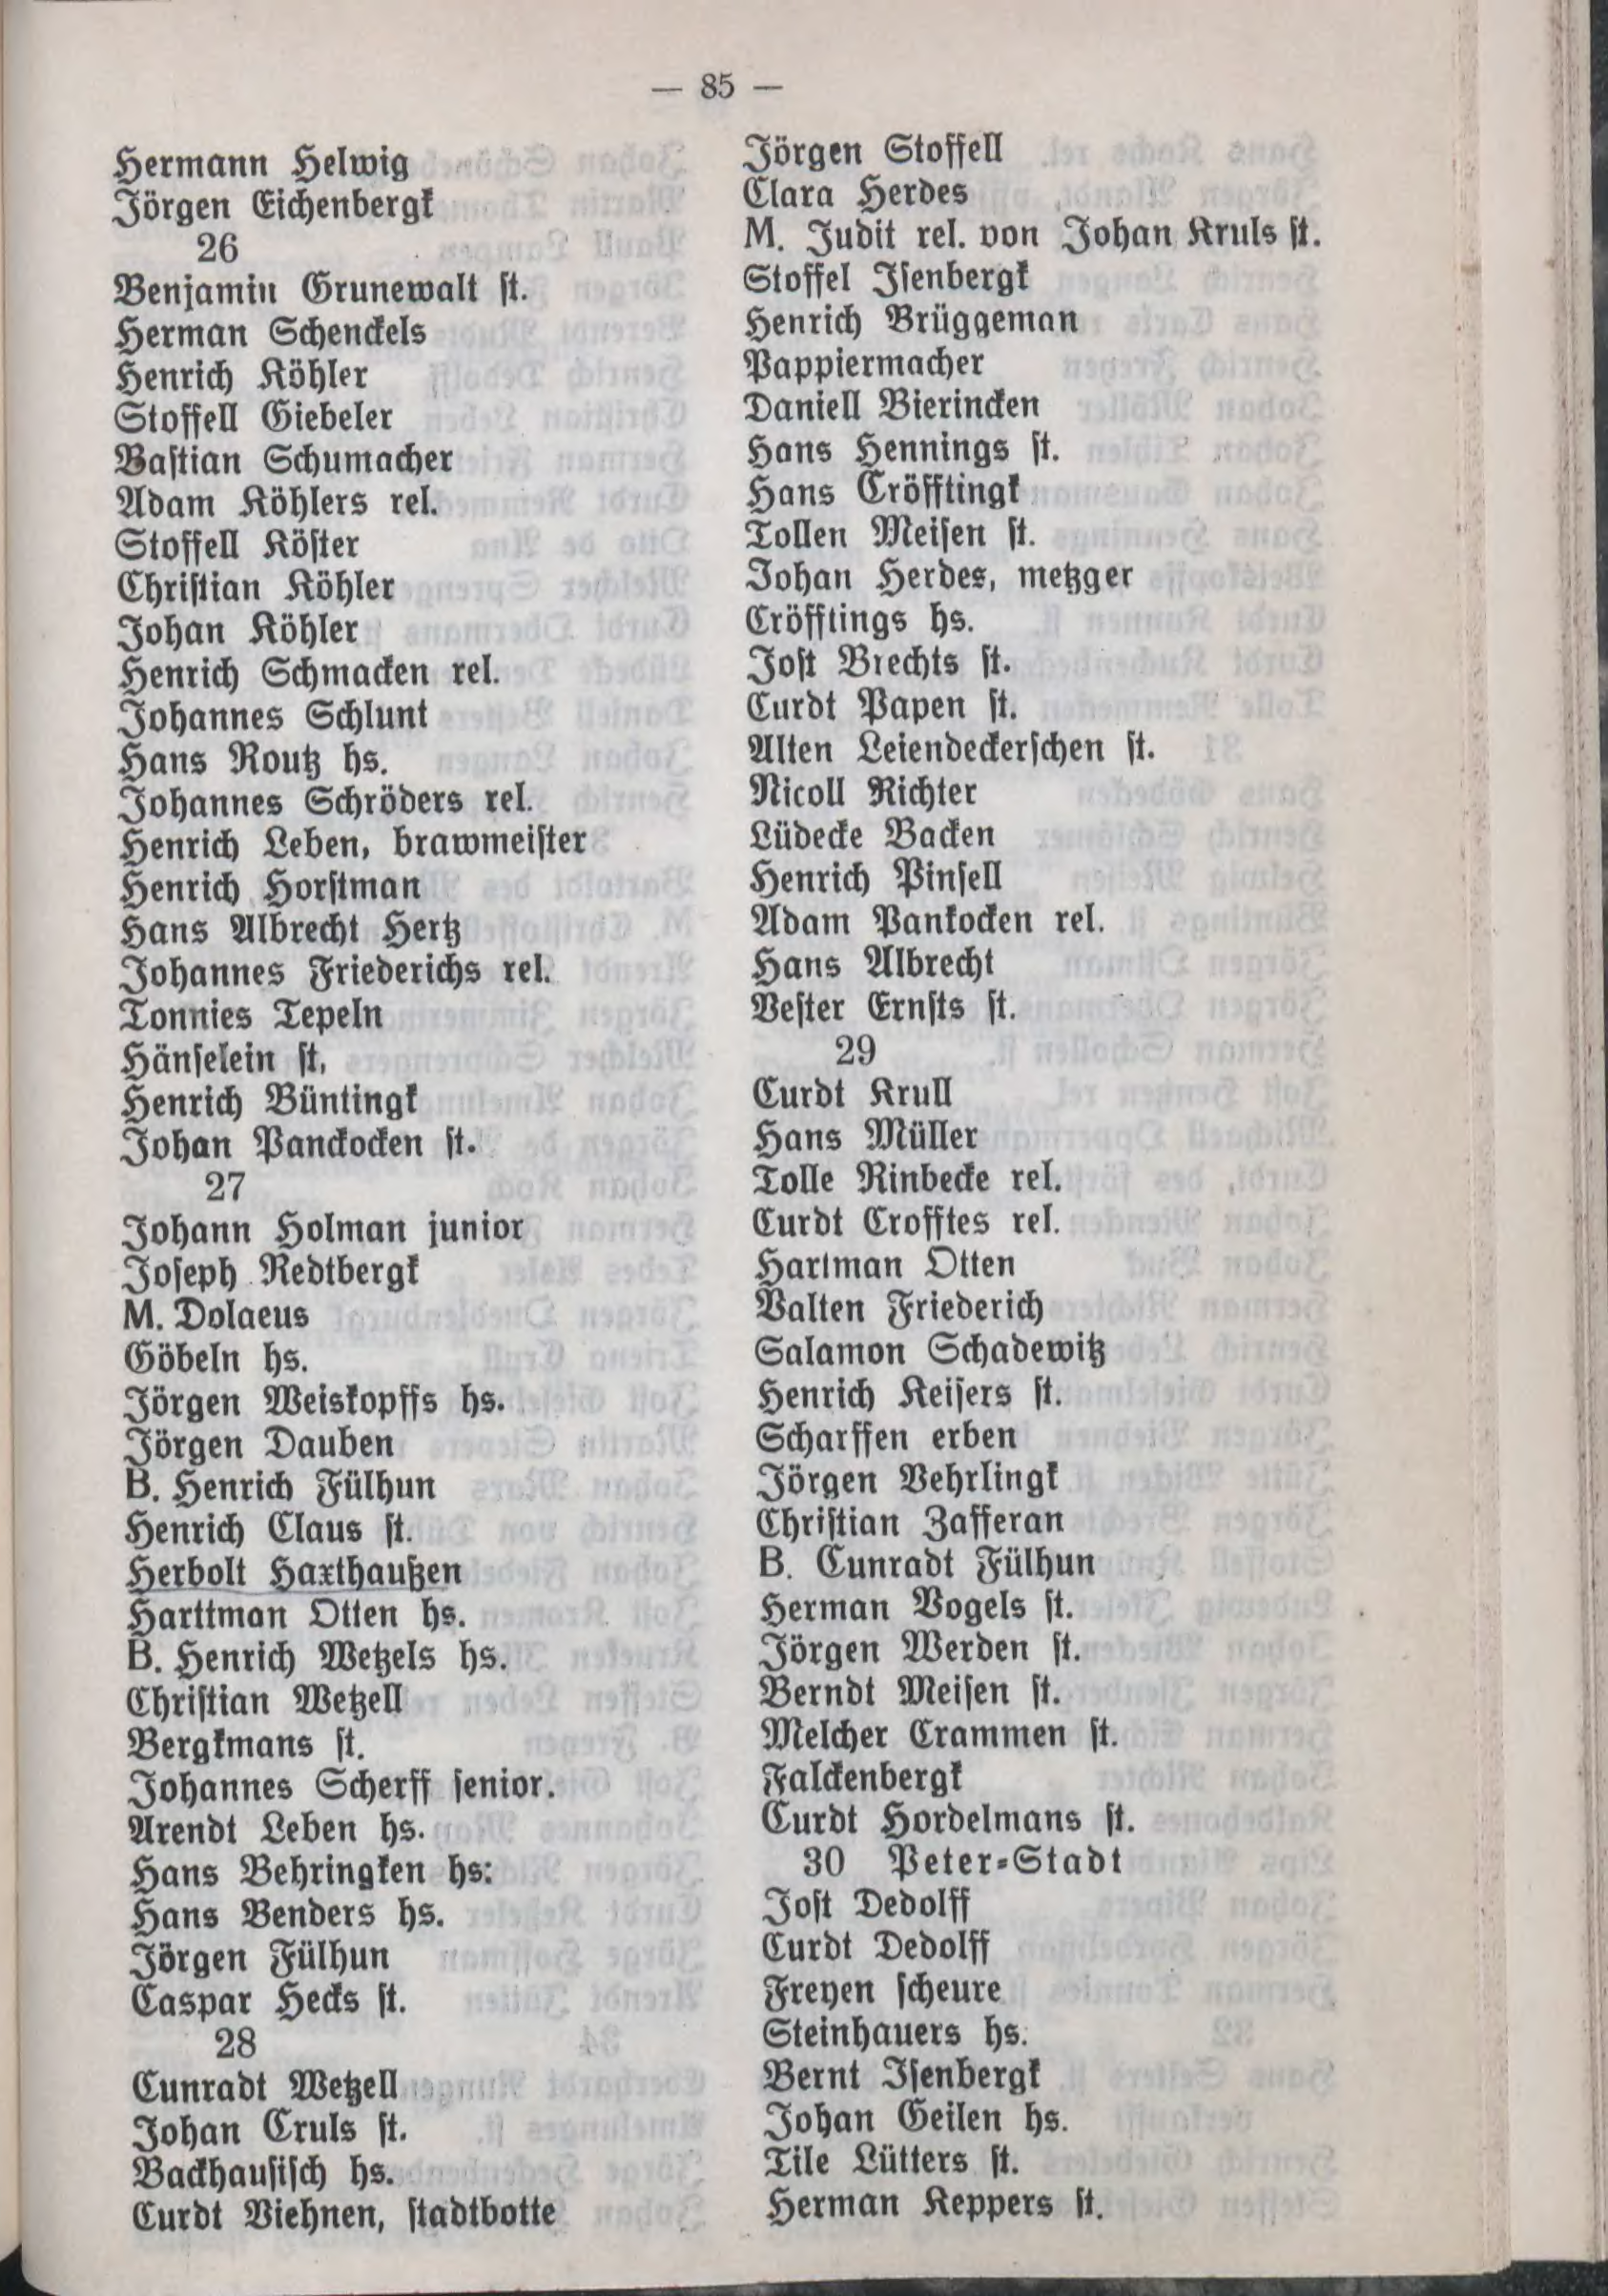 — 85 —
Hermann Helwig
Jörgen Eichenbergk
26
Benjamin Grunewalt st.
Herman Schenckels
Henrich Köhler
Stoffell Giebeler
Bastian Schumacher
Adam Köhlers rel.
Stoffell Köster
Christian Köhler
Johan Köhler
Henrich Schmacken rel.
Johannes Schlunt
Hans Routz hs.
Johannes Schröders rel.
Henrich Leben, brawmeister
Henrich Horstman
Hans Albrecht Hertz
Johannes Friederichs rel.
Tonnies Tepeln
Hänselein st,
Henrich Büntingk
Johan Panckocken st.
27
Johann Holman junior
Joseph Redtbergk
M. Dolaeus
Göbeln hs.
Jörgen Weiskopffs hs.
Jörgen Dauben
B. Henrich Fülhun
Henrich Claus st.
Herbolt Haxthaußen
Harttman Otten hs.
B. Henrich Wetzels hs.
Christian Wetzell
Bergkmans st.
Johannes Scherff senior.
Arendt Leben hs.
Hans Behringken hs:
Hans Benders hs.
Jörgen Fülhun
Caspar Hecks st.
28
Cunradt Wetzell
Johan Cruls st.
Backhausisch hs.
Curdt Viehnen, stadtbotte
Jörgen Stoffell
Clara Herdes
M. Judit rel. von Johan Kruls st.
Stoffel Isenbergk
Henrich Brüggeman
Pappiermacher
Daniell Bierincken
Hans Hennings st.
Hans Cröfftingk
Tollen Meisen st.
Johan Herdes, metzger
Cröfftings hs.
Jost Brechts st.
Curdt Papen st.
Alten Leiendeckerschen st.
Nicoll Richter
Lüdecke Backen
Henrich Pinsell
Adam Pankocken rel.
Hans Albrecht
Vester Ernsts st.
29
Curdt Krull
Hans Müller
Tolle Rinbecke rel.
Curdt Crofftes rel.
Hartman Otten
Valten Friederich
Salamon Schadewitz
Henrich Keisers st.
Scharffen erben
Jörgen Vehrlingk
Christian Zafferan
B. Cunradt Fülhun
Herman Vogels st.
Jörgen Werden st.
Berndt Meisen st.
Melcher Crammen st.
Falckenbergk
Curdt Hordelmans st.
30 Peter-Stadt
Jost Dedolff
Curdt Dedolff
Freyen scheure
Steinhauers hs.
Bernt Isenbergk
Johan Geilen hs.
Tile Lütters st.
Herman Keppers st.